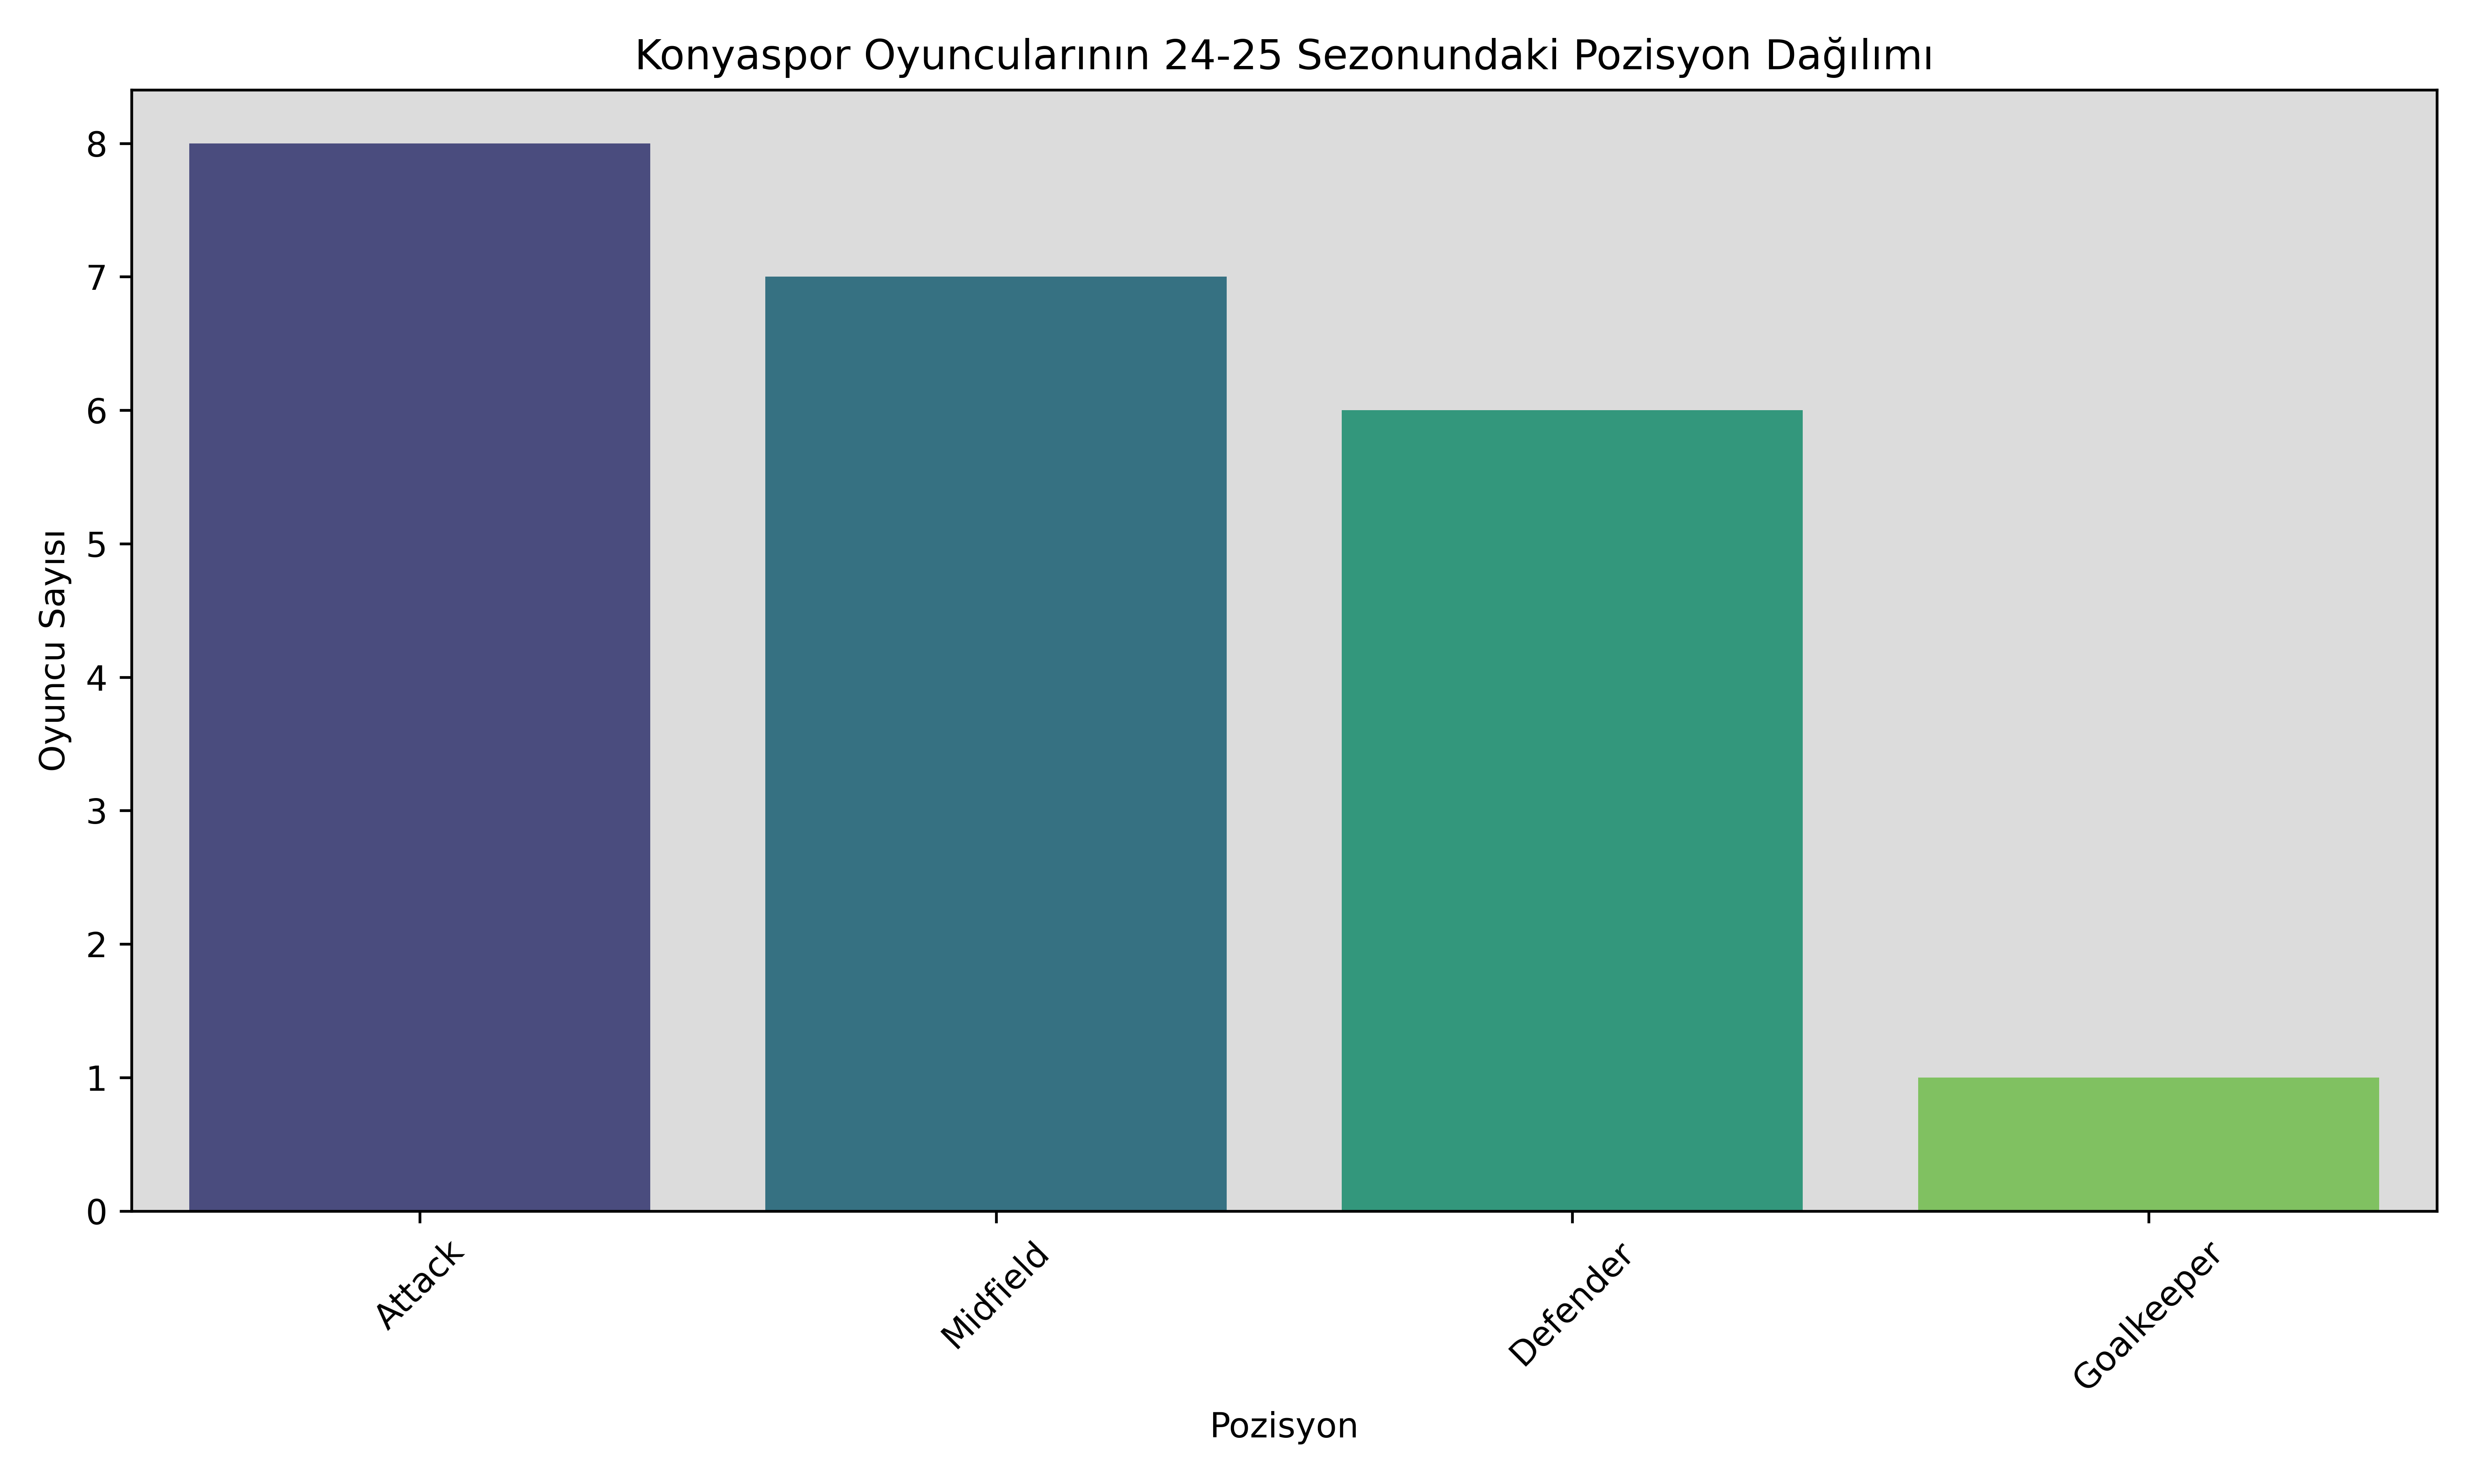 Konyaspor Oyuncularının 24-25 Sezonundaki Pozisyon Dağılımı
Oyuncu Sayısı
8
7
6
5
4
3
2
1
0
Attack
Midfield
Defender
Goalkeeper
Pozisyon